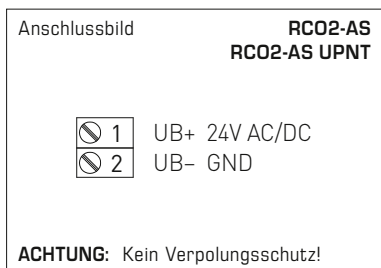 Anschlussbild RCO2-AS
RCO2-AS UPNT
1 UB+ 24V AC/DC
2 UB– GND
ACHTUNG: Kein Verpolungsschutz!